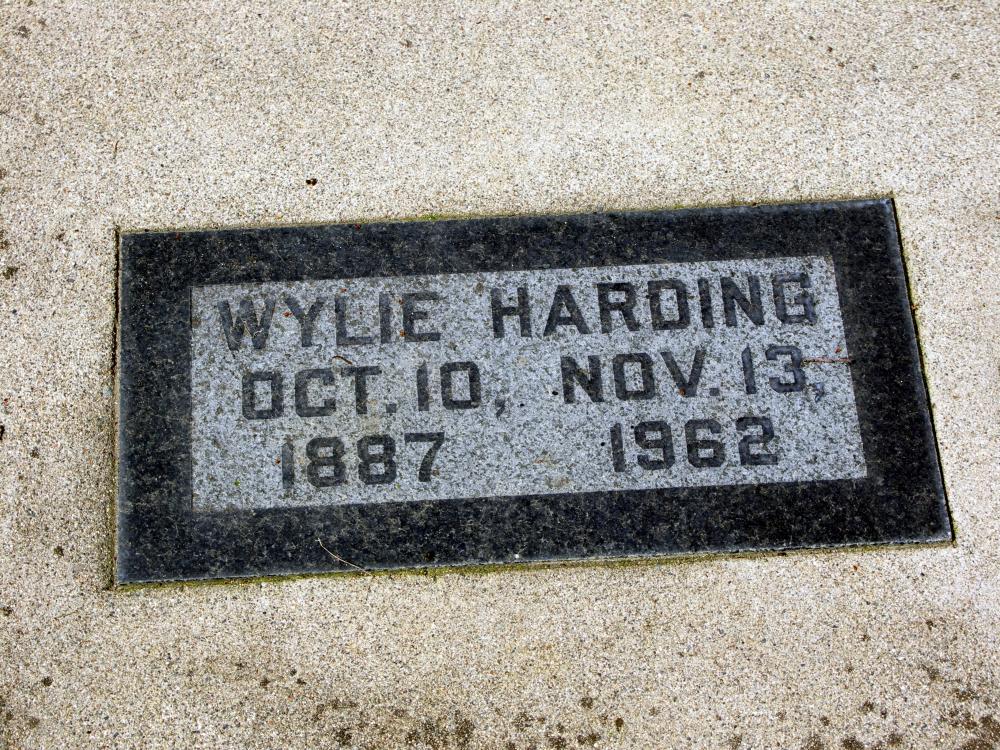 WYLIE HARDING
OCT. 10, NOV. 13,
1887 1962